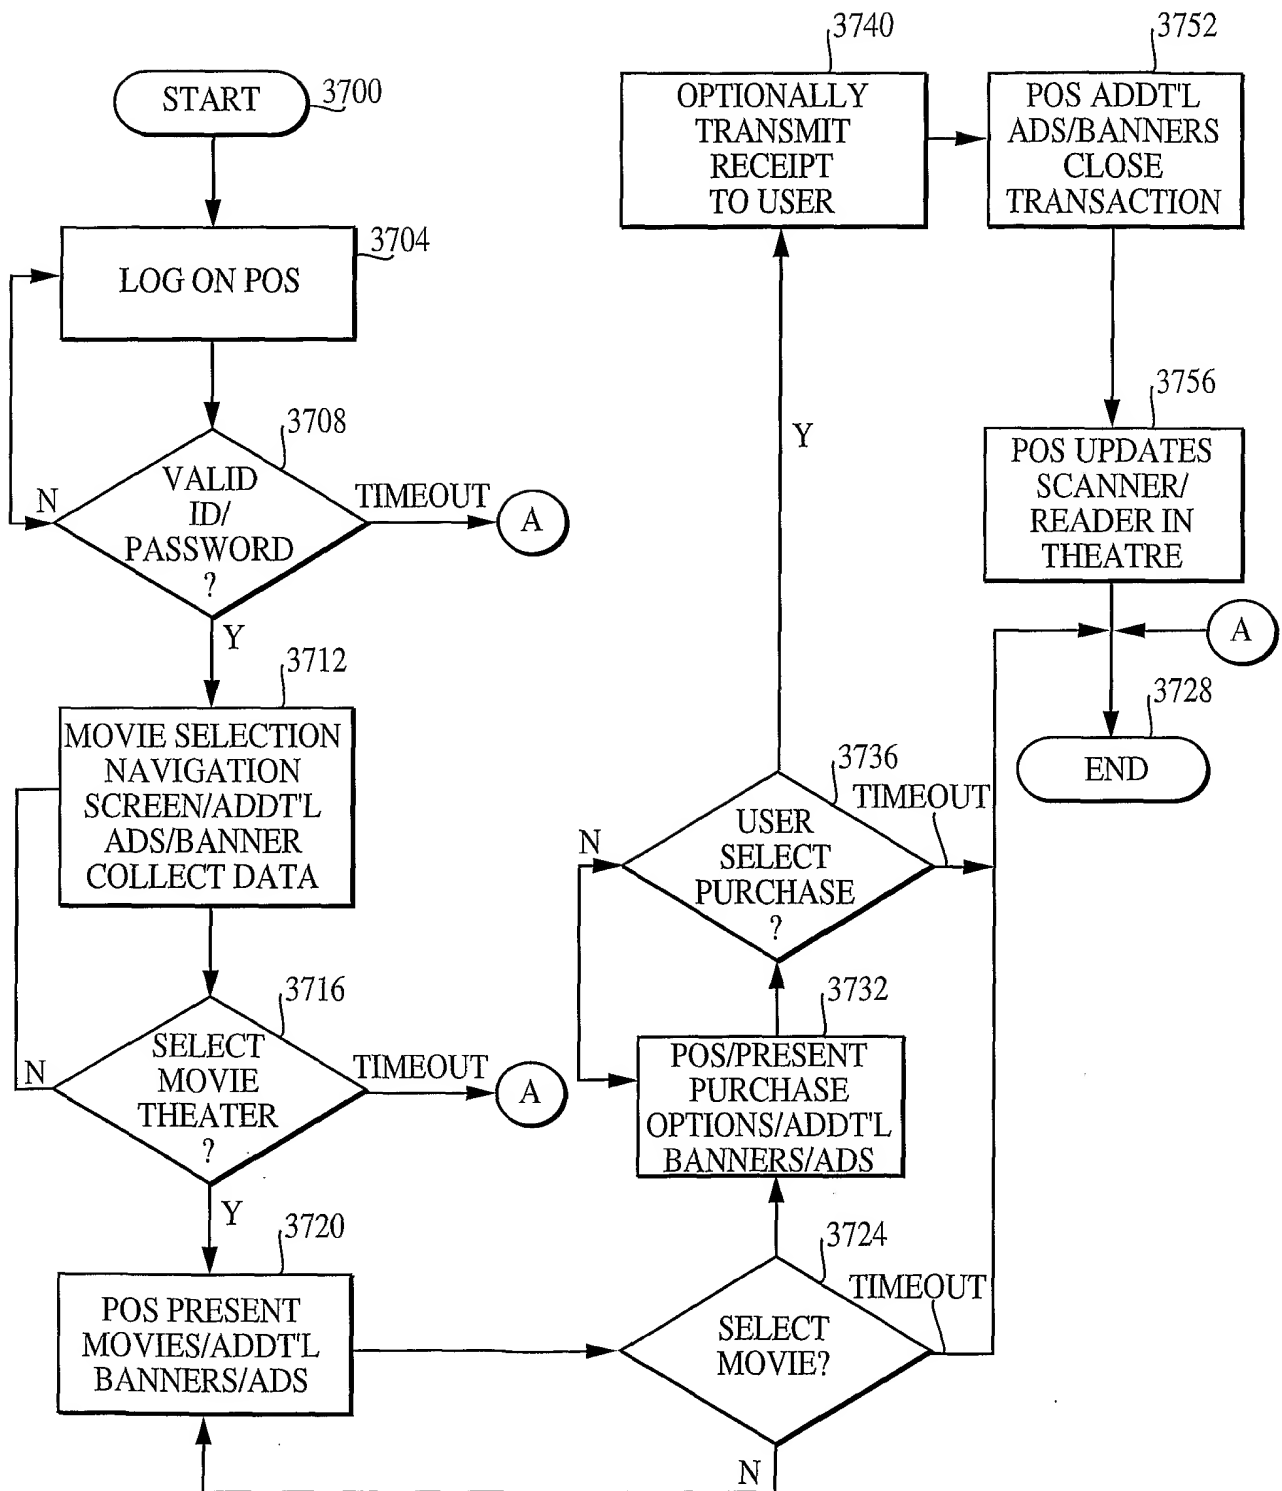 START
3700
LOG ON POS
3704
VALID
ID/
PASSWORD
?
3708
N
TIMEOUT
A
Y
MOVIE SELECTION
NAVIGATION
SCREEN/ADDT'L
ADS/BANNER
COLLECT DATA
3712
SELECT
MOVIE
THEATER
?
3716
N
TIMEOUT
A
Y
POS PRESENT
MOVIES/ADDT'L
BANNERS/ADS
3720
SELECT
MOVIE?
3724
TIMEOUT
N
POS/PRESENT
PURCHASE
OPTIONS/ADDT'L
BANNERS/ADS
3732
USER
SELECT
PURCHASE
?
3736
N
TIMEOUT
Y
OPTIONALLY
TRANSMIT
RECEIPT
TO USER
3740
POS ADDT'L
ADS/BANNERS
CLOSE
TRANSACTION
3752
POS UPDATES
SCANNER/
READER IN
THEATRE
3756
A
END
3728